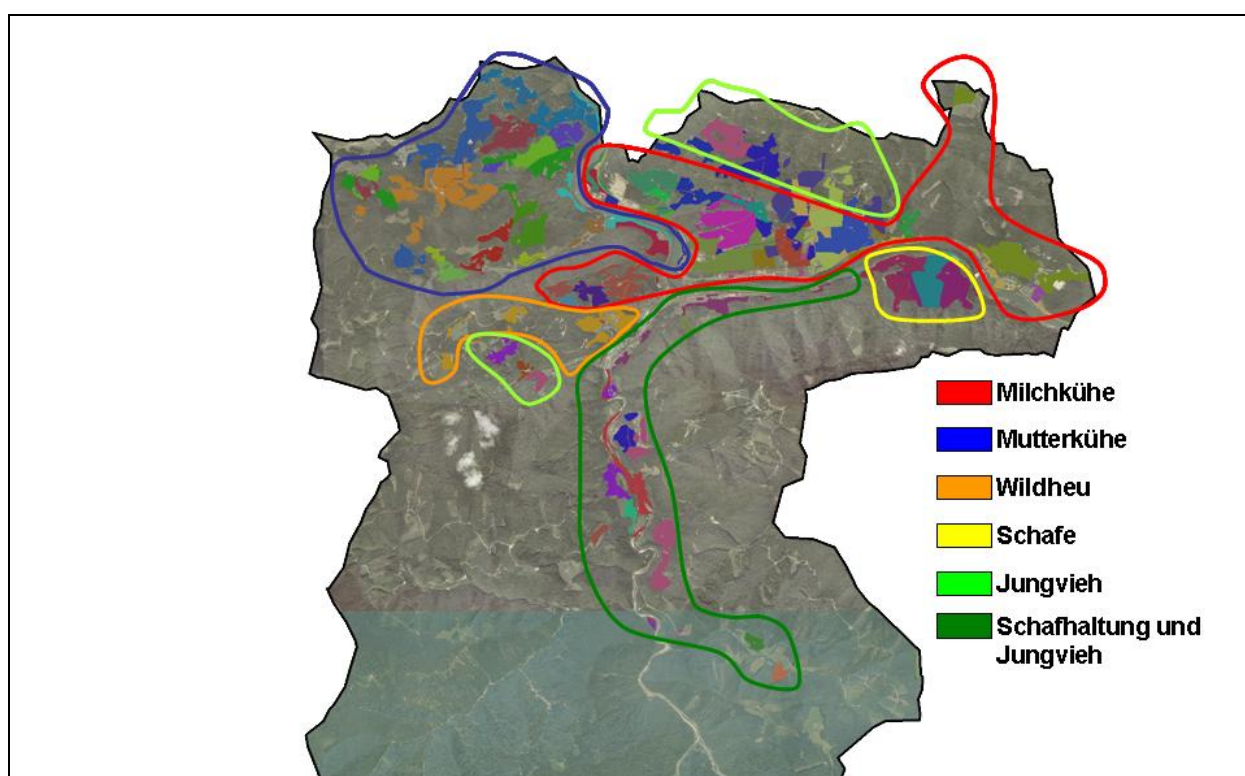 Milchkühe
Mutterkühe
Wildheu
Schafe
Jungvieh
Schafhaltung und
Jungvieh